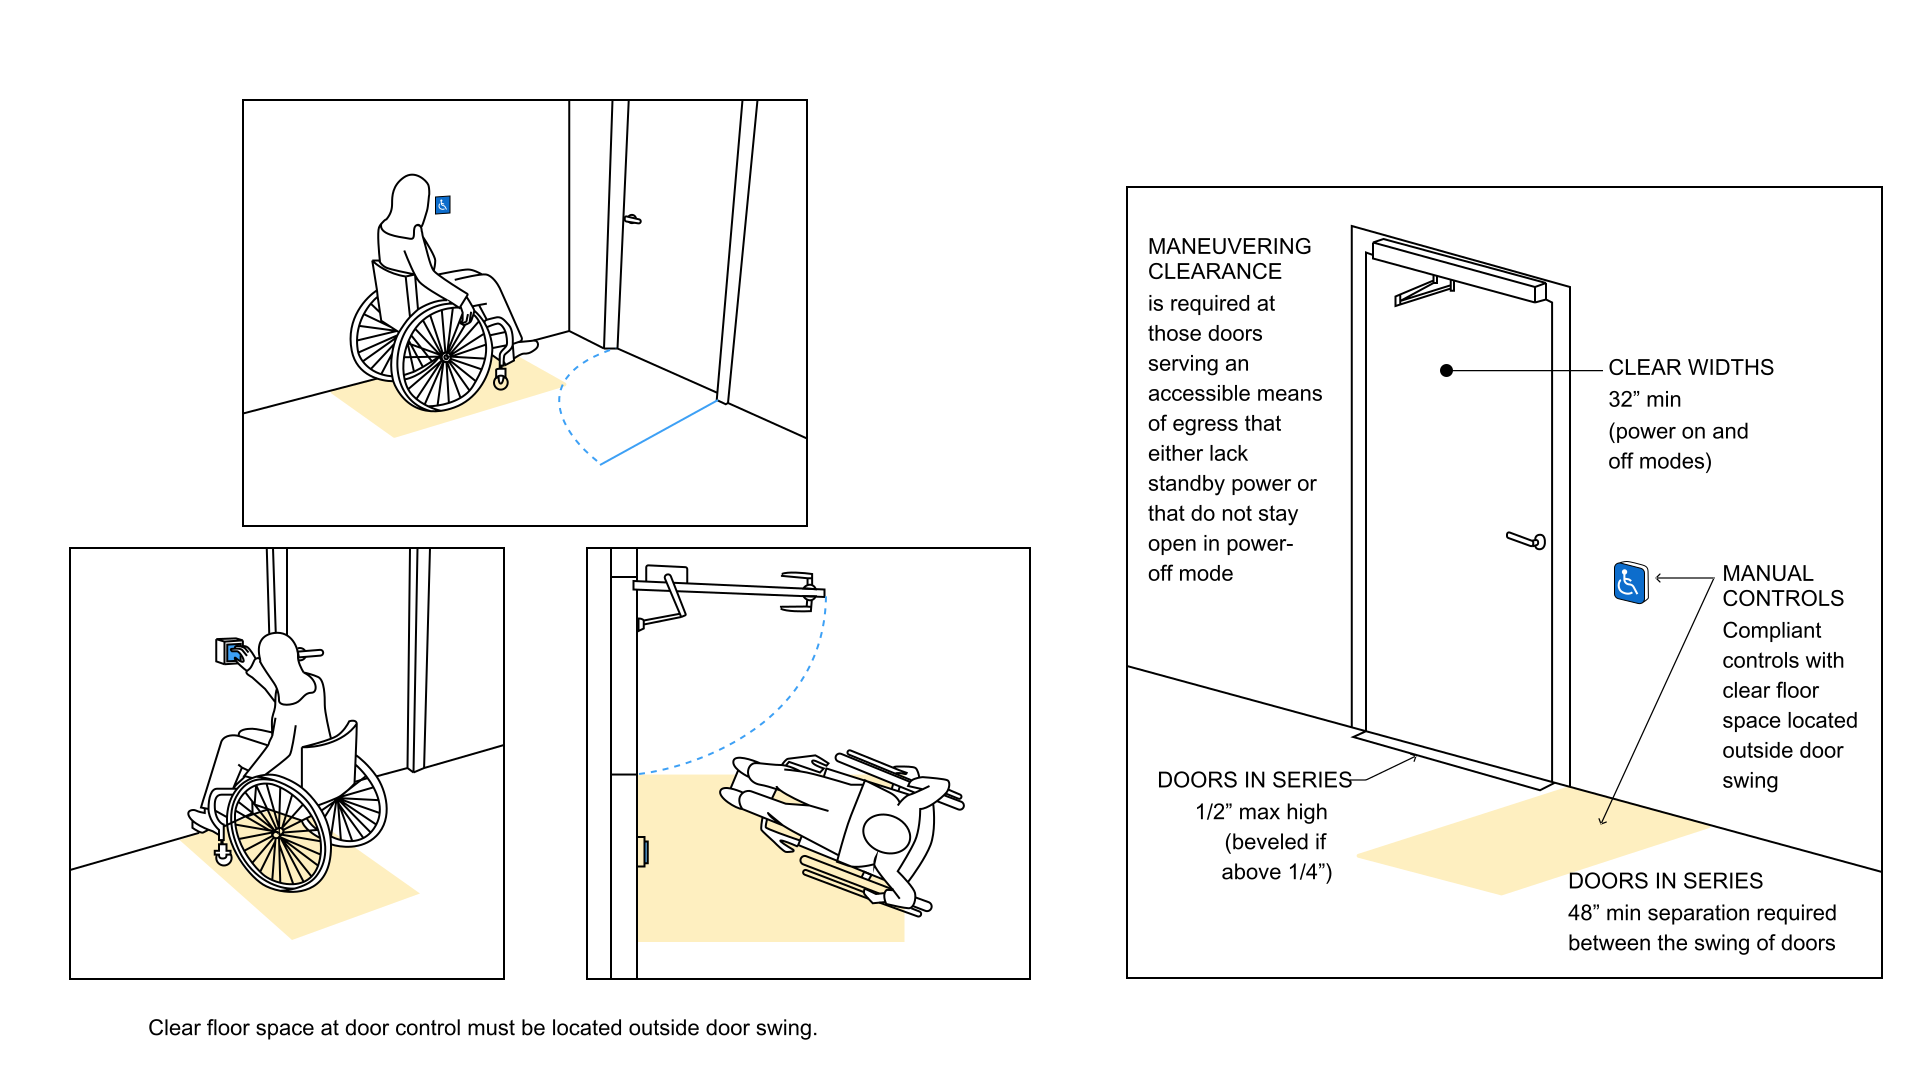 MANEUVERING
CLEARANCE
is required at
those doors
serving an
accessible means
of egress that
either lack
standby power or
that do not stay
open in power-
off mode
CLEAR WIDTHS
32” min
(power on and
off modes)
MANUAL
CONTROLS
Compliant
controls with
clear floor
space located
outside door
swing
DOORS IN SERIES
1/2” max high
(beveled if
above 1/4”)
DOORS IN SERIES
48” min separation required
between the swing of doors
Clear floor space at door control must be located outside door swing.